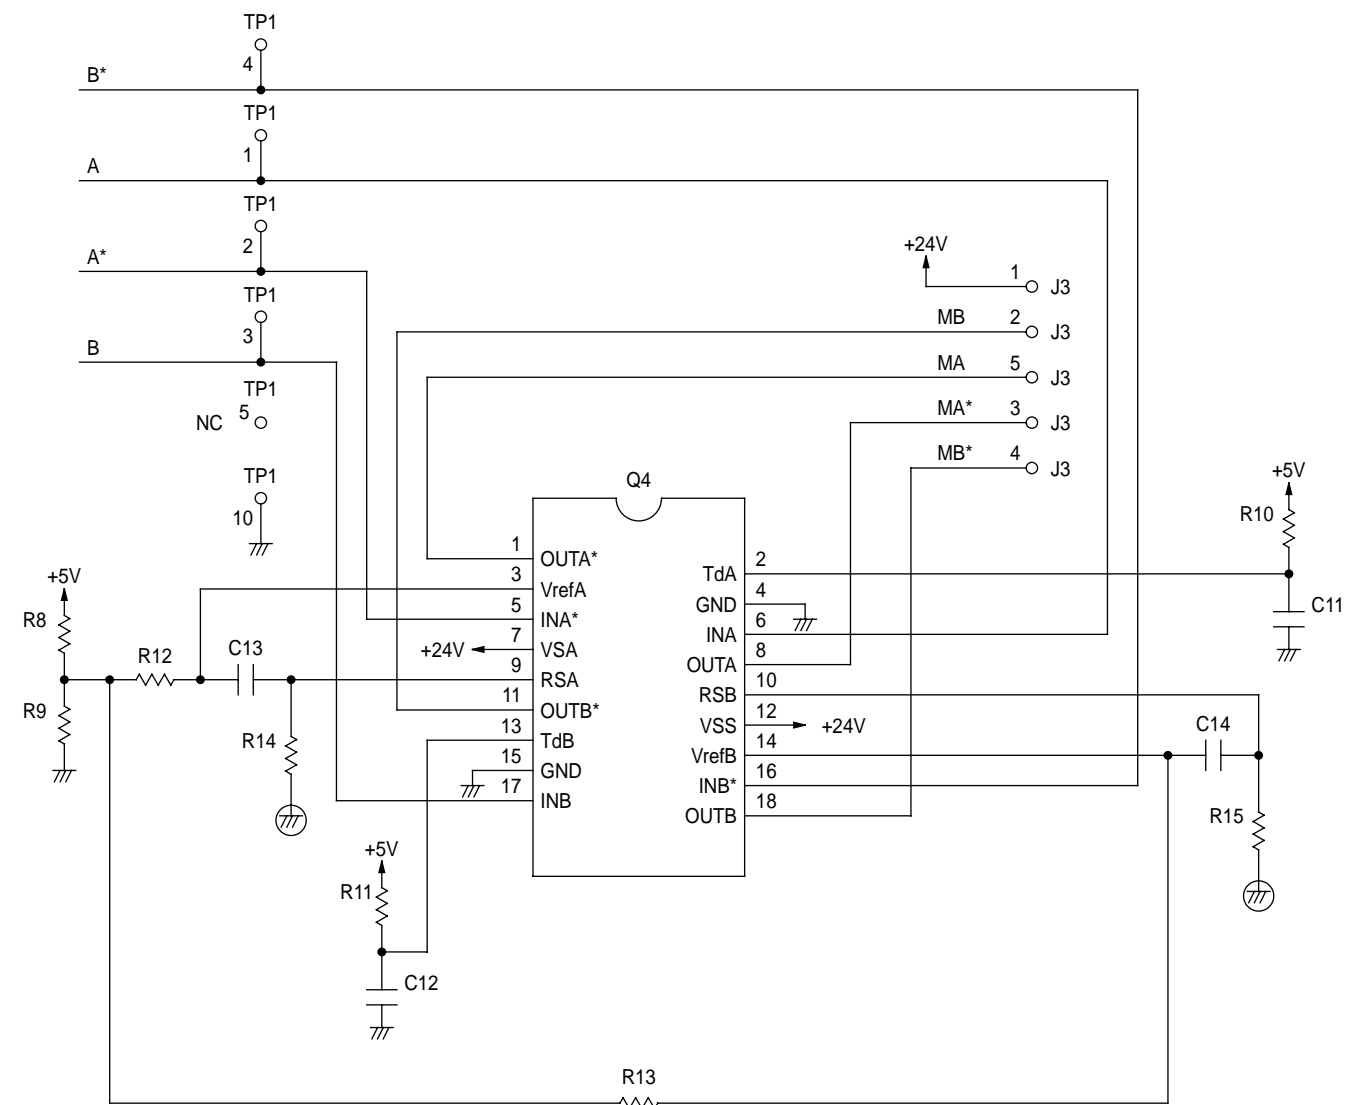 TP1
4
B*
TP1
1
A
TP1
2
A*
TP1
3
B
TP1
5
NC
TP1
10
+24V
1 J3
MB 2 J3
MA 5 J3
MA* 3 J3
MB* 4 J3
Q4
1 OUTA*
3 VrefA
5 INA*
+24V 7 VSA
9 RSA
11 OUTB*
13 TdB
15 GND
17 INB
TdA 2
GND 4
INA 6
OUTA 8
RSB 10
VSS 12 +24V
VrefB 14
INB* 16
OUTB 18
+5V
R10
C11
+5V
R8
R12
C13
R9
R14
C14
R15
+5V
R11
C12
R13